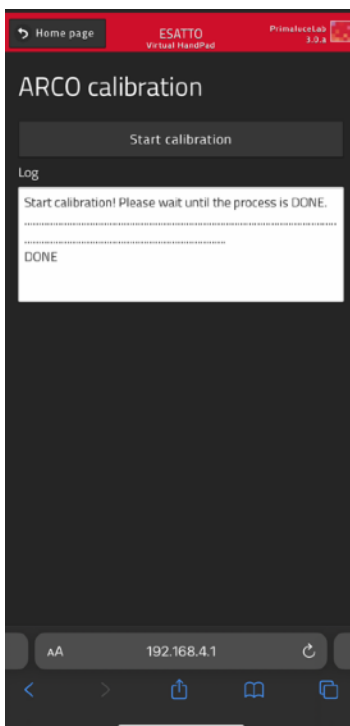 Home page
ESATTO
Virtual HandPad
PrimaluceLab
3.0.a
ARCO calibration
Start calibration
Log
Start calibration! Please wait until the process is DONE.
................................................................................................................
.......................................................................
DONE
AA
192.168.4.1